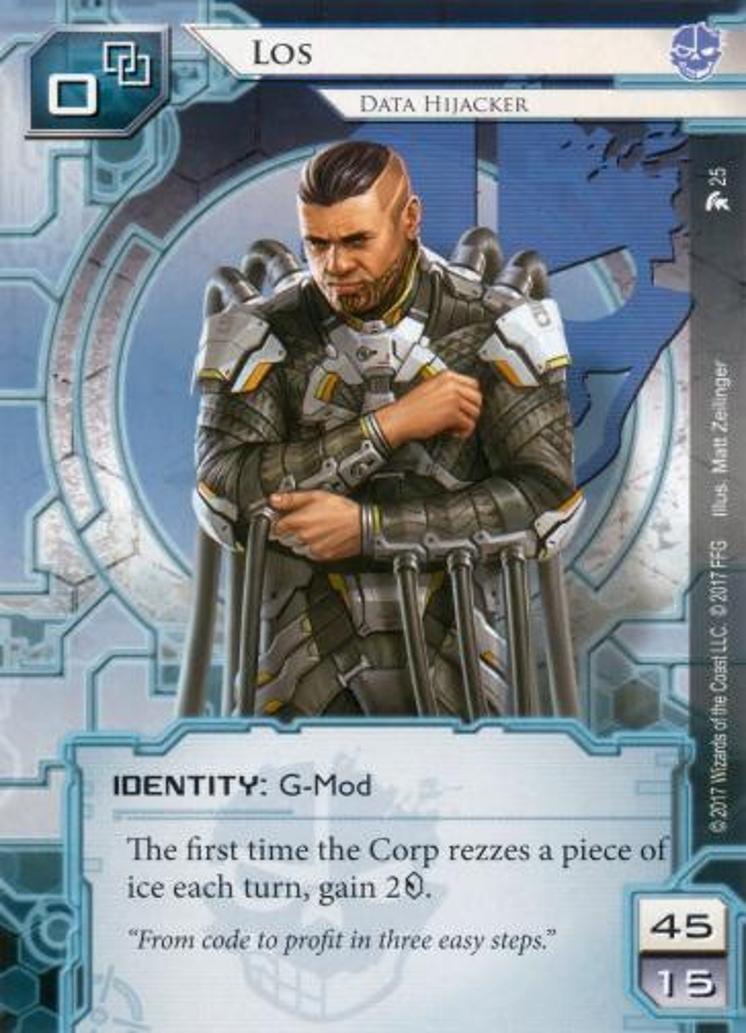 0
Los
Data Hijacker
25
Illus. Matt Zeilinger
© 2017 Wizards of the Coast LLC. © 2017 FFG
IDENTITY: G-Mod
The first time the Corp rezzes a piece of
ice each turn, gain 2.
“From code to profit in three easy steps.”
45
15